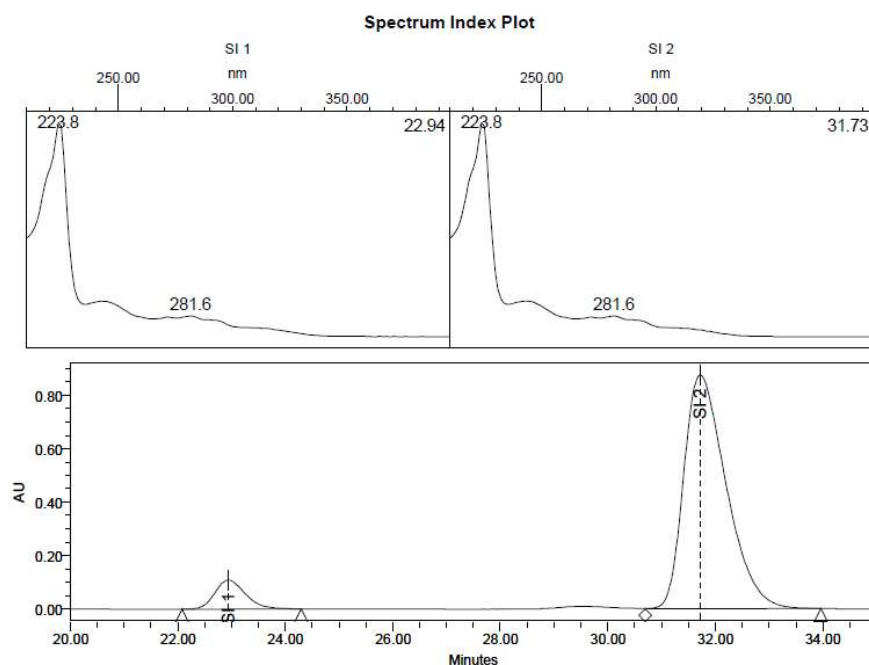 Spectrum Index Plot
SI 1
SI 2
nm
nm
250.00
300.00
350.00
250.00
300.00
350.00
223.8
22.94
223.8
31.73
281.6
281.6
AU
0.80
0.60
0.40
0.20
0.00
SI 1
SI 2
20.00 22.00 24.00 26.00 28.00 30.00 32.00 34.00
Minutes